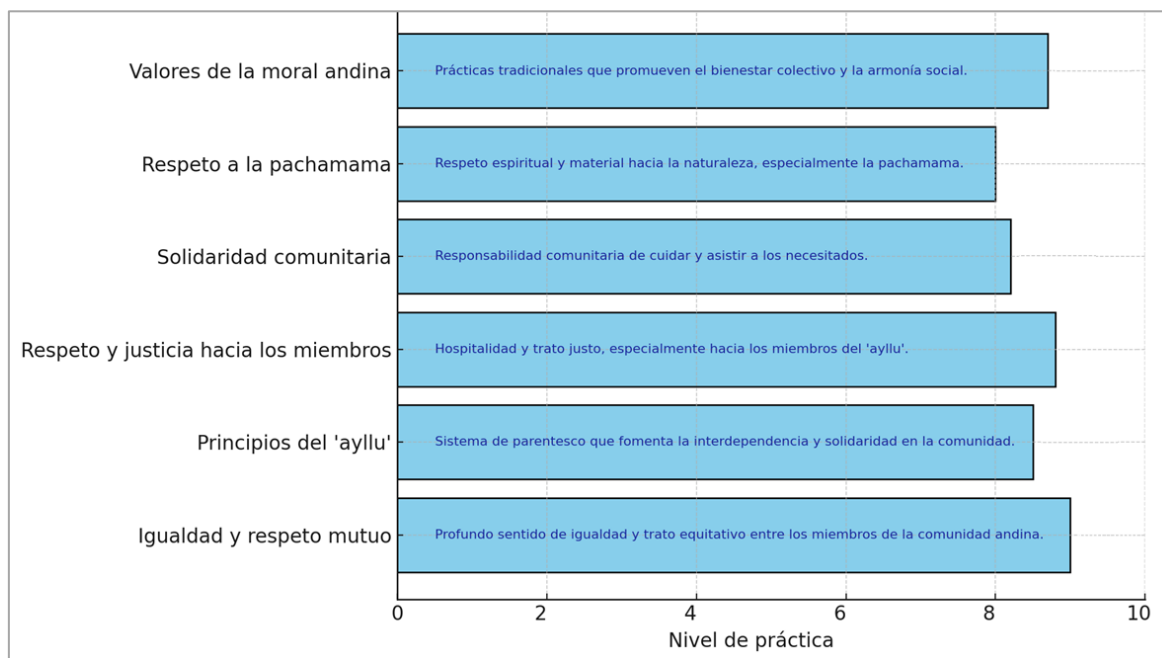 Valores de la moral andina
Prácticas tradicionales que promueven el bienestar colectivo y la armonía social.
Respeto a la pachamama
Respeto espiritual y material hacia la naturaleza, especialmente la pachamama.
Solidaridad comunitaria
Responsabilidad comunitaria de cuidar y asistir a los necesitados.
Respeto y justicia hacia los miembros
Hospitalidad y trato justo, especialmente hacia los miembros del 'ayllu'.
Principios del 'ayllu'
Sistema de parentesco que fomenta la interdependencia y solidaridad en la comunidad.
Igualdad y respeto mutuo
Profundo sentido de igualdad y trato equitativo entre los miembros de la comunidad andina.
0 2 4 6 8 10
Nivel de práctica